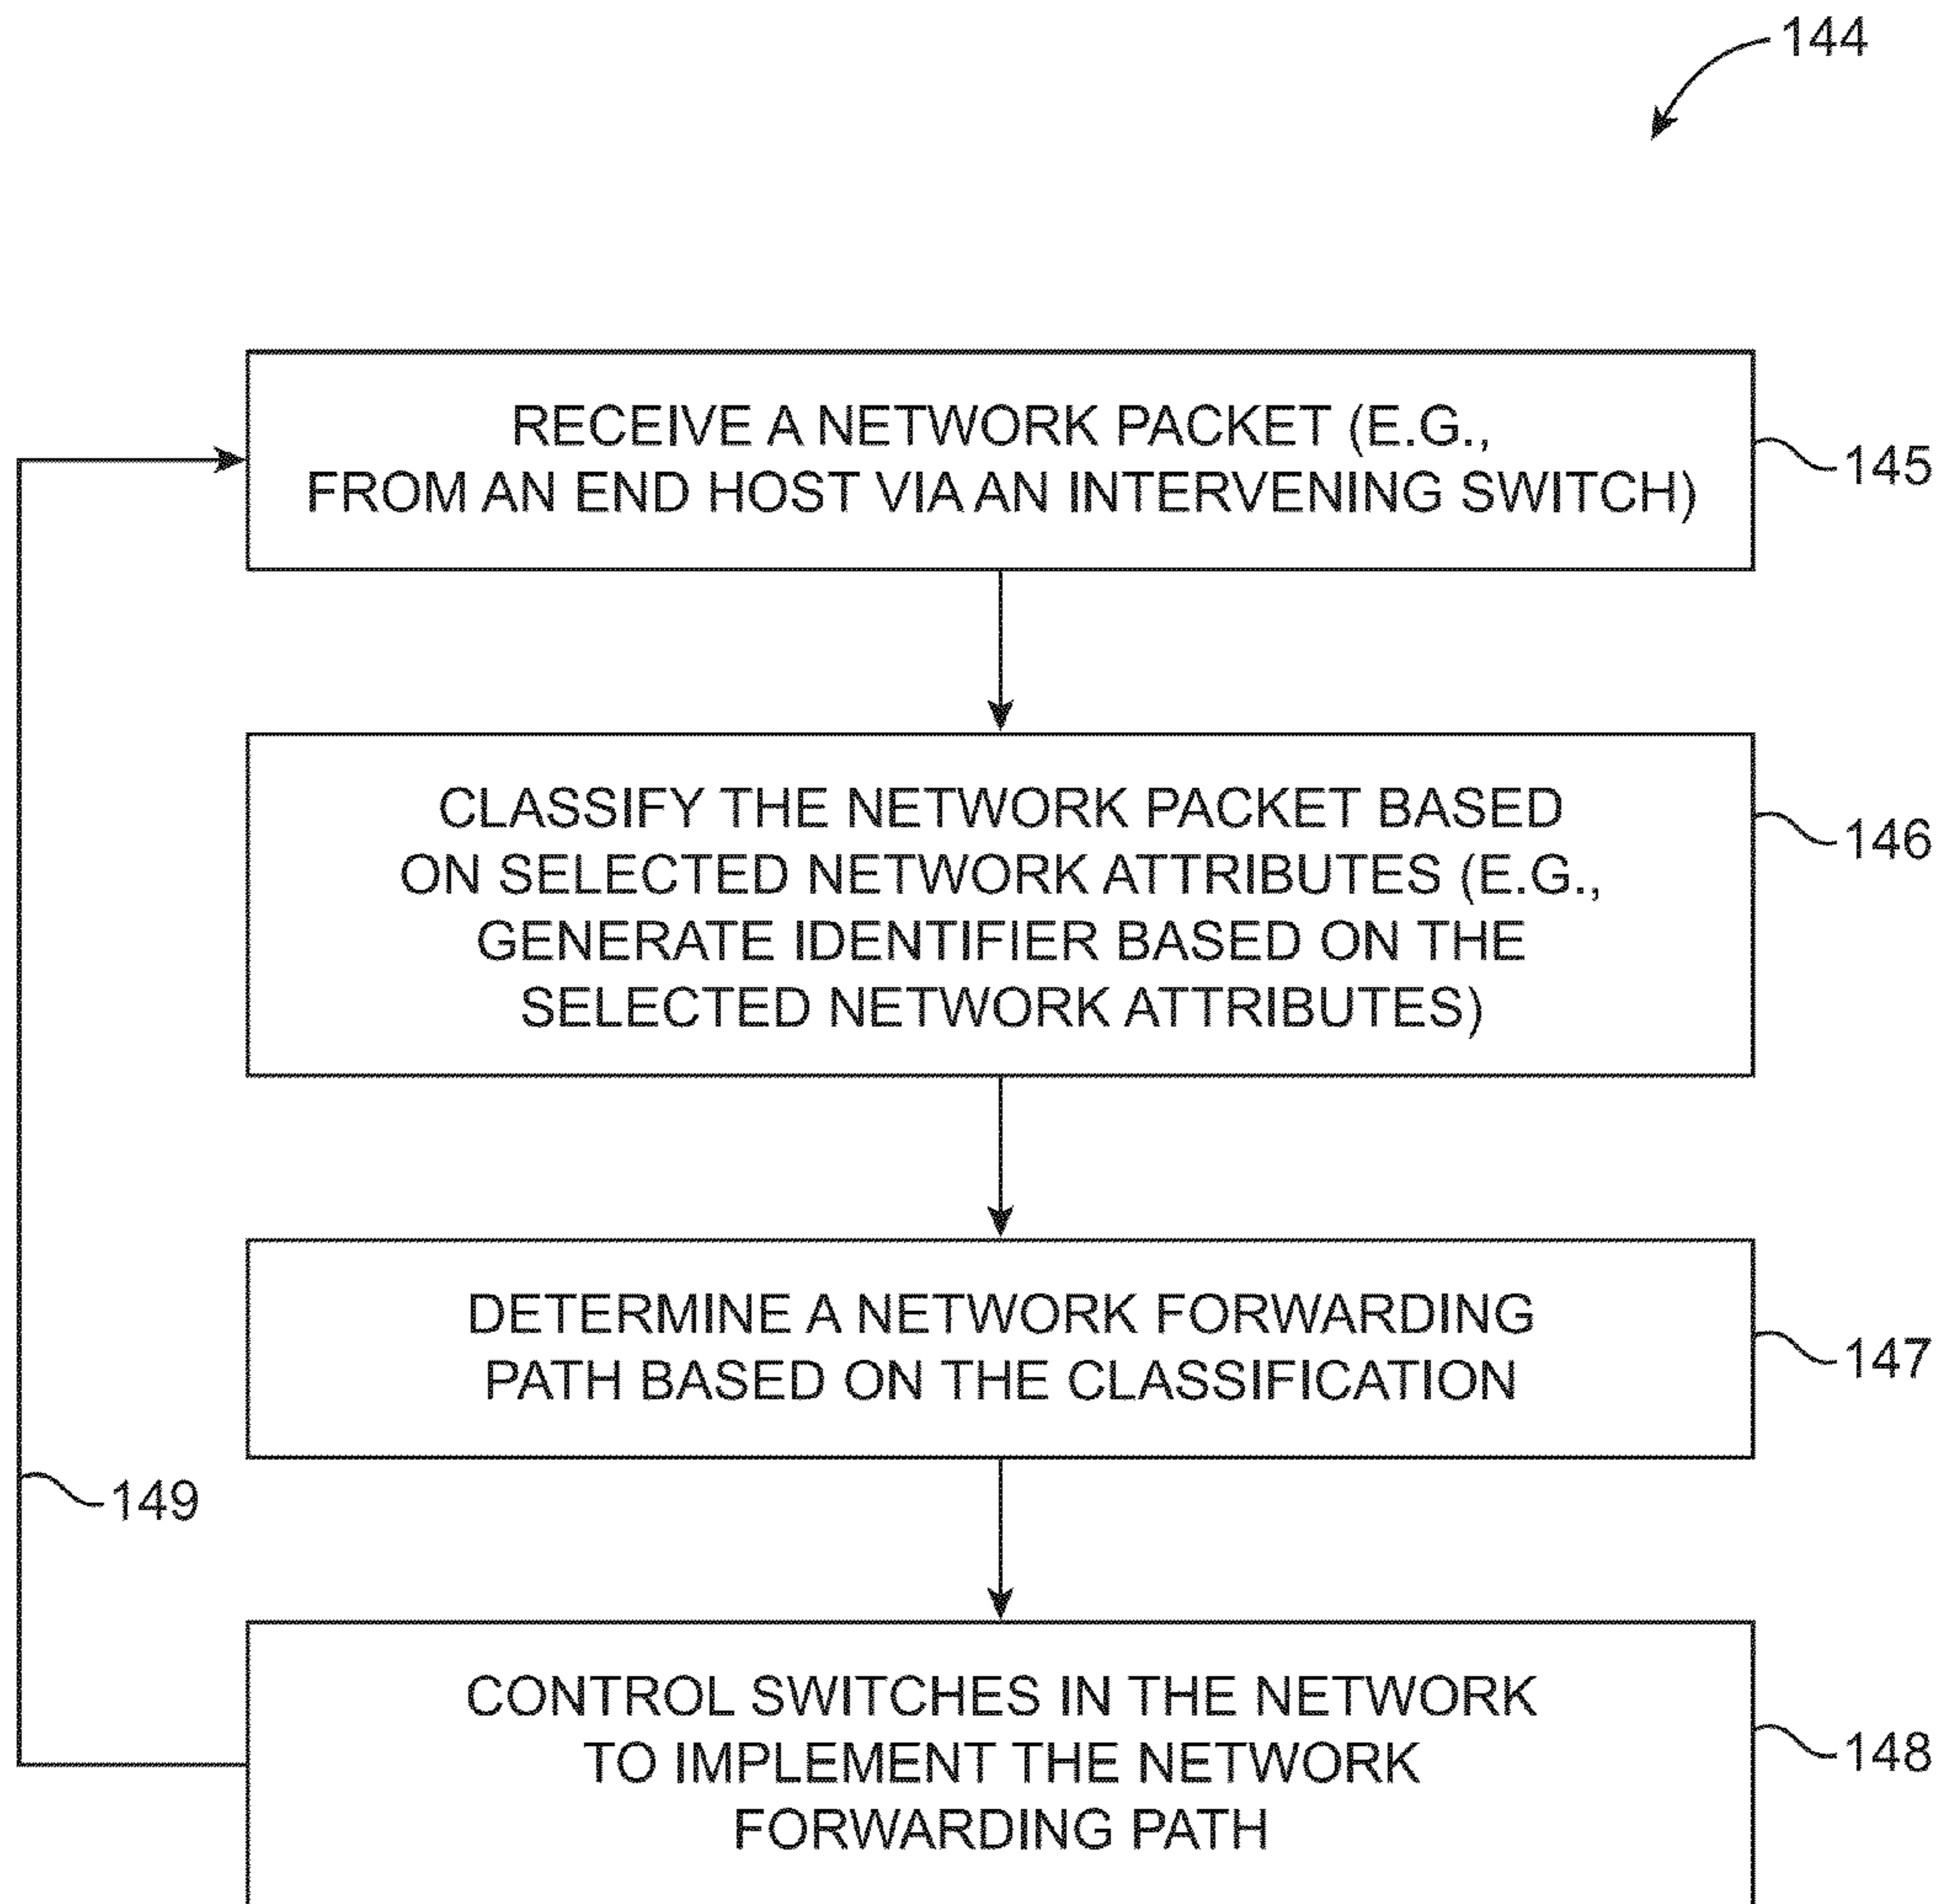 144
RECEIVE A NETWORK PACKET (E.G.,
FROM AN END HOST VIA AN INTERVENING SWITCH)
145
CLASSIFY THE NETWORK PACKET BASED
ON SELECTED NETWORK ATTRIBUTES (E.G.,
GENERATE IDENTIFIER BASED ON THE
SELECTED NETWORK ATTRIBUTES)
146
DETERMINE A NETWORK FORWARDING
PATH BASED ON THE CLASSIFICATION
147
149
CONTROL SWITCHES IN THE NETWORK
TO IMPLEMENT THE NETWORK
FORWARDING PATH
148